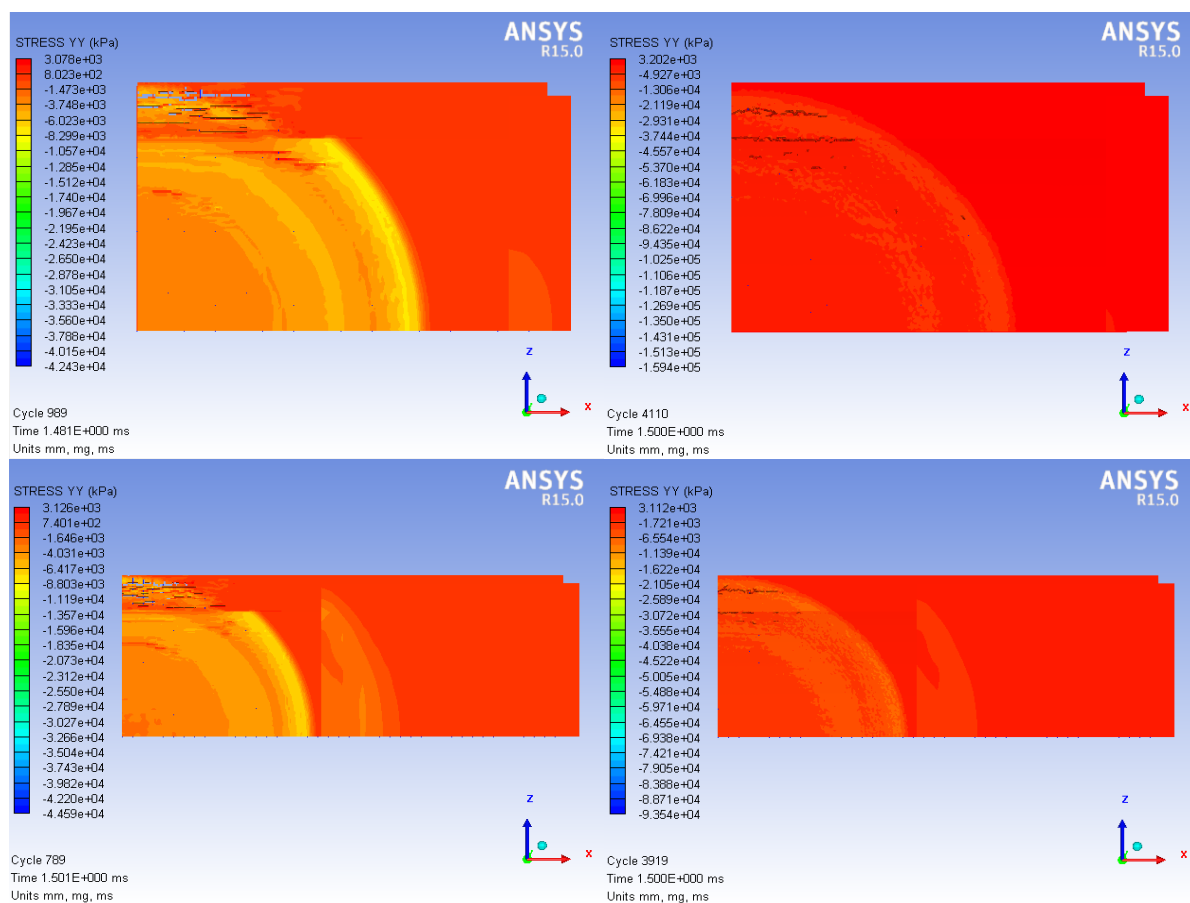 ANSYS
R15.0
STRESS YY (kPa)
3.078e+03
8.023e+02
-1.473e+03
-3.748e+03
-6.023e+03
-8.299e+03
-1.057e+04
-1.285e+04
-1.512e+04
-1.740e+04
-1.967e+04
-2.195e+04
-2.423e+04
-2.650e+04
-2.878e+04
-3.105e+04
-3.333e+04
-3.560e+04
-3.788e+04
-4.015e+04
-4.243e+04
z
x
Cycle 989
Time 1.481E+000 ms
Units mm, mg, ms
ANSYS
R15.0
STRESS YY (kPa)
3.202e+03
-4.927e+03
-1.306e+04
-2.119e+04
-2.931e+04
-3.744e+04
-4.557e+04
-5.370e+04
-6.183e+04
-6.996e+04
-7.809e+04
-8.622e+04
-9.435e+04
-1.025e+05
-1.106e+05
-1.187e+05
-1.269e+05
-1.350e+05
-1.431e+05
-1.513e+05
-1.594e+05
z
x
Cycle 4110
Time 1.500E+000 ms
Units mm, mg, ms
ANSYS
R15.0
STRESS YY (kPa)
3.126e+03
7.401e+02
-1.646e+03
-4.031e+03
-6.417e+03
-8.803e+03
-1.119e+04
-1.357e+04
-1.596e+04
-1.835e+04
-2.073e+04
-2.312e+04
-2.550e+04
-2.789e+04
-3.027e+04
-3.266e+04
-3.504e+04
-3.743e+04
-3.982e+04
-4.220e+04
-4.459e+04
z
x
Cycle 789
Time 1.501E+000 ms
Units mm, mg, ms
ANSYS
R15.0
STRESS YY (kPa)
3.112e+03
-1.721e+03
-6.554e+03
-1.139e+04
-1.622e+04
-2.105e+04
-2.589e+04
-3.072e+04
-3.555e+04
-4.038e+04
-4.522e+04
-5.005e+04
-5.488e+04
-5.971e+04
-6.455e+04
-6.938e+04
-7.421e+04
-7.905e+04
-8.388e+04
-8.871e+04
-9.354e+04
z
x
Cycle 3919
Time 1.500E+000 ms
Units mm, mg, ms